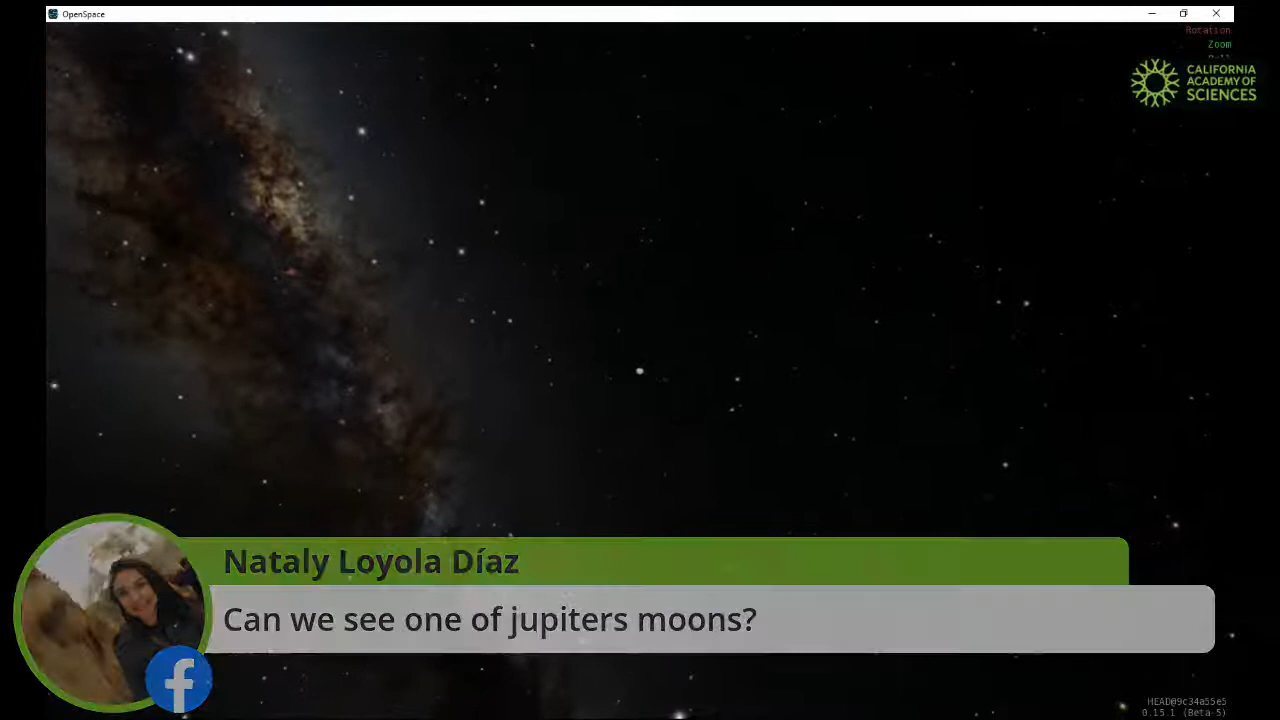 OpenSpace
Rotation
Zoom
CALIFORNIA
ACADEMY OF
SCIENCES
Nataly Loyola Díaz
Can we see one of jupiters moons?
HEAD@9c34a55e5
0.15.1 (Beta-5)